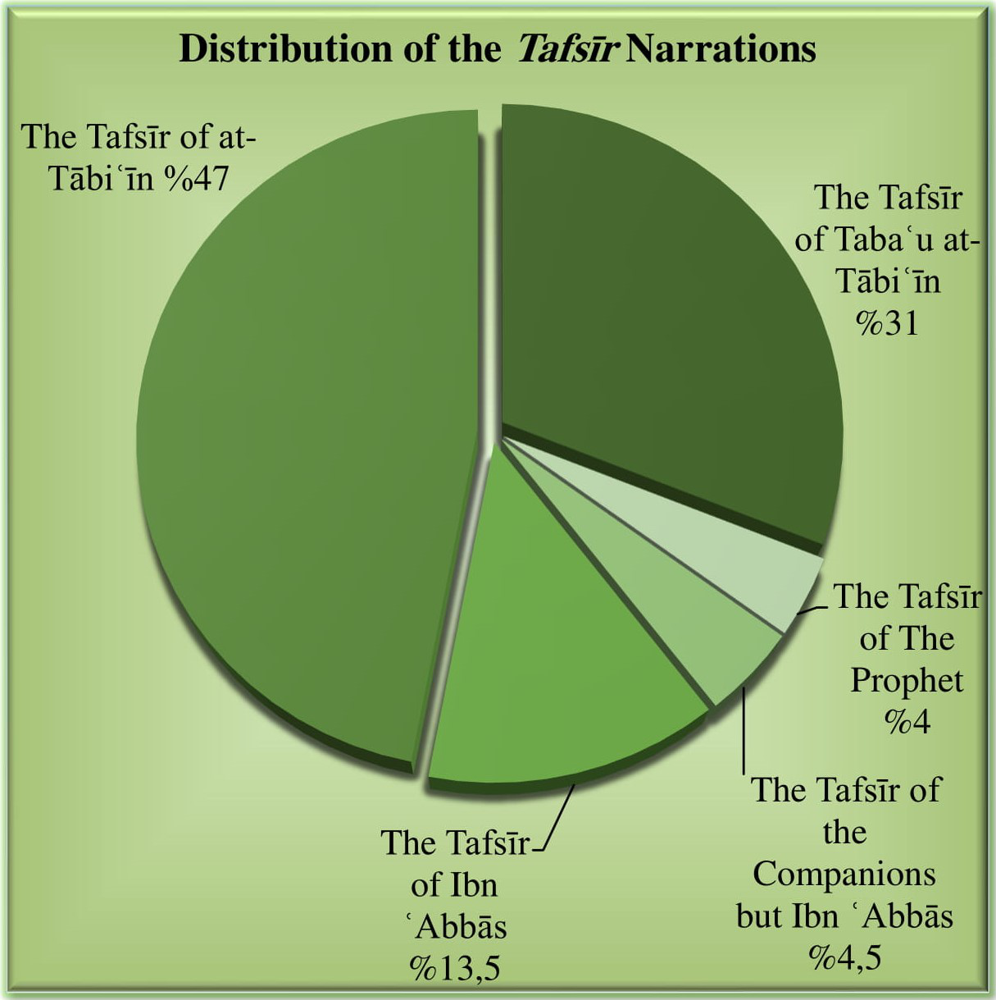 Distribution of the Tafsīr Narrations
The Tafsīr of at-
Tābiʿīn %47
The Tafsīr
of Tabaʿu at-
Tābiʿīn
%31
The Tafsīr
of The
Prophet
%4
The Tafsīr of
the
Companions
but Ibn ʿAbbās
%4,5
The Tafsīr
of Ibn
ʿAbbās
%13,5